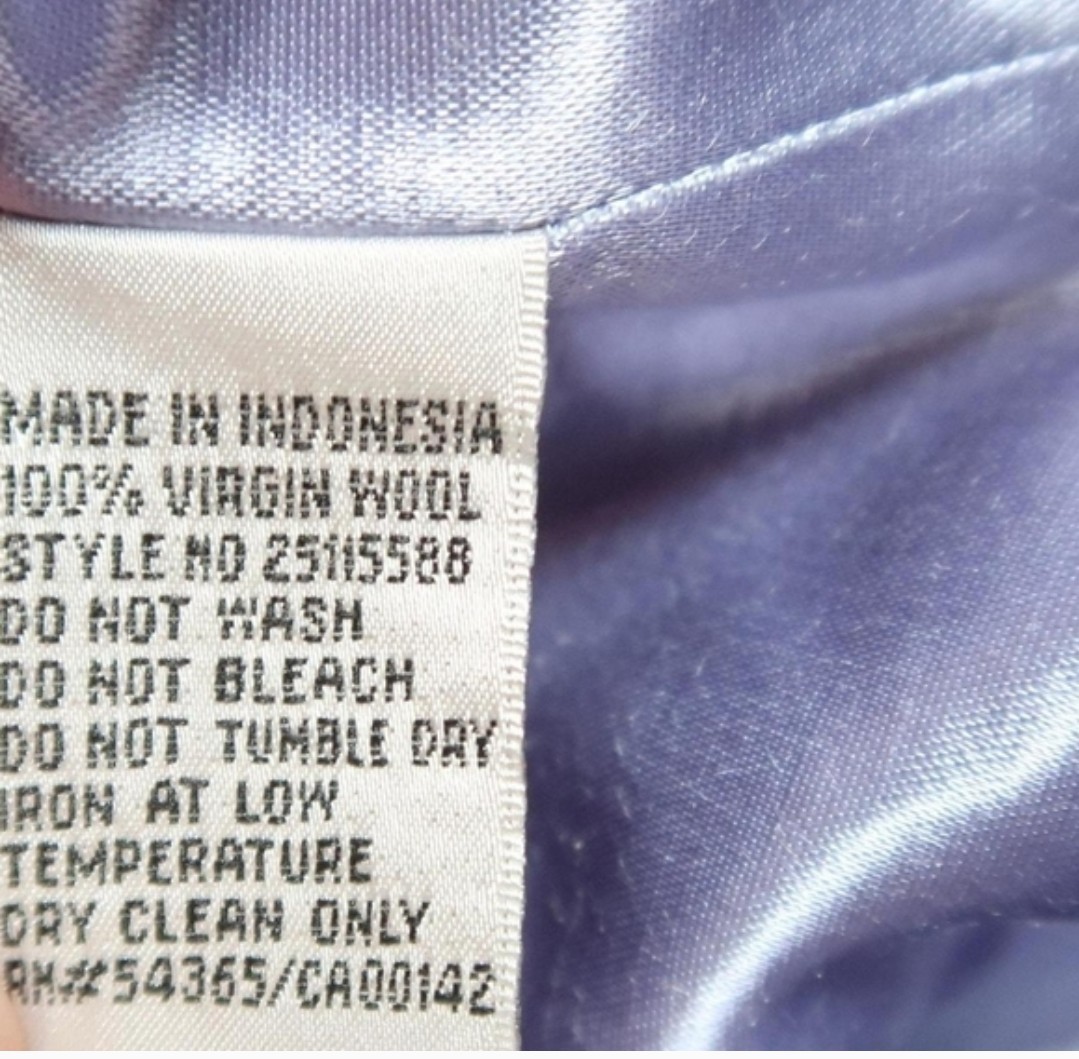 MADE IN INDONESIA
100% VIRGIN WOOL
STYLE NO 25115588
DO NOT WASH
DO NOT BLEACH
DO NOT TUMBLE DRY
IRON AT LOW
TEMPERATURE
DRY CLEAN ONLY
RN#54365/CA00142